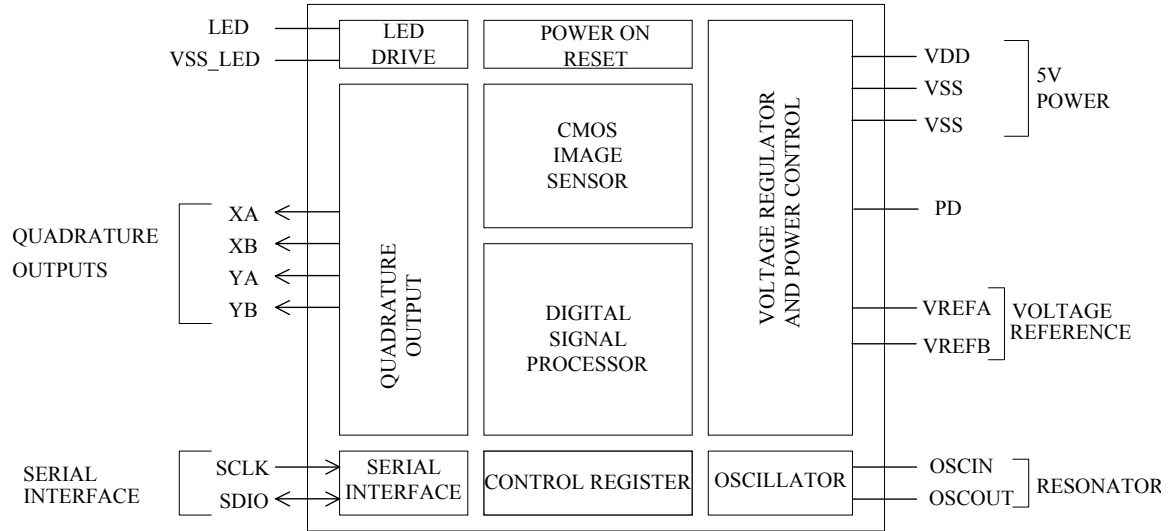 LED
VSS_LED
LED
DRIVE
POWER ON
RESET
VOLTAGE REGULATOR
AND POWER CONTROL
VDD
VSS
VSS
5V
POWER
CMOS
IMAGE
SENSOR
QUADRATURE
OUTPUTS
XA
XB
YA
YB
QUADRATURE
OUTPUT
DIGITAL
SIGNAL
PROCESSOR
PD
VREFA
VREFB
VOLTAGE
REFERENCE
SERIAL
INTERFACE
SCLK
SDIO
SERIAL
INTERFACE
CONTROL REGISTER
OSCILLATOR
OSCIN
OSCOUT
RESONATOR